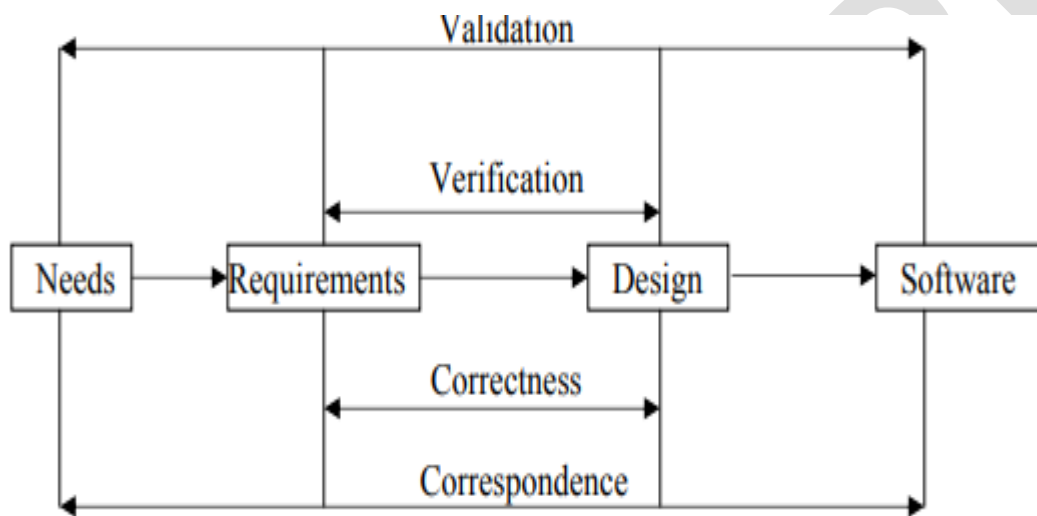 Validation
Verification
Needs
Requirements
Design
Software
Correctness
Correspondence